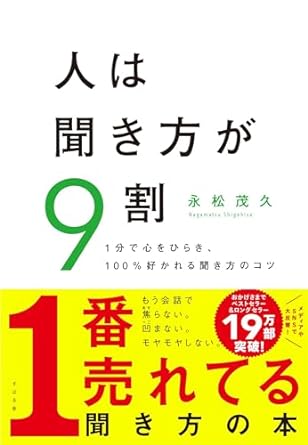 人は
聞き方が
9割
永松茂久
Nagamatsu Shigehisa
1分で心をひらき、
100%好かれる聞き方のコツ
もう会話で
焦らない。
凹まない。
モヤモヤしない。
おかげさまで
ベストセラー
&ロングセラー
19万部
突破!
メディアや
SNSで
大反響!
1番
売れてる
聞き方の本
すばる舎